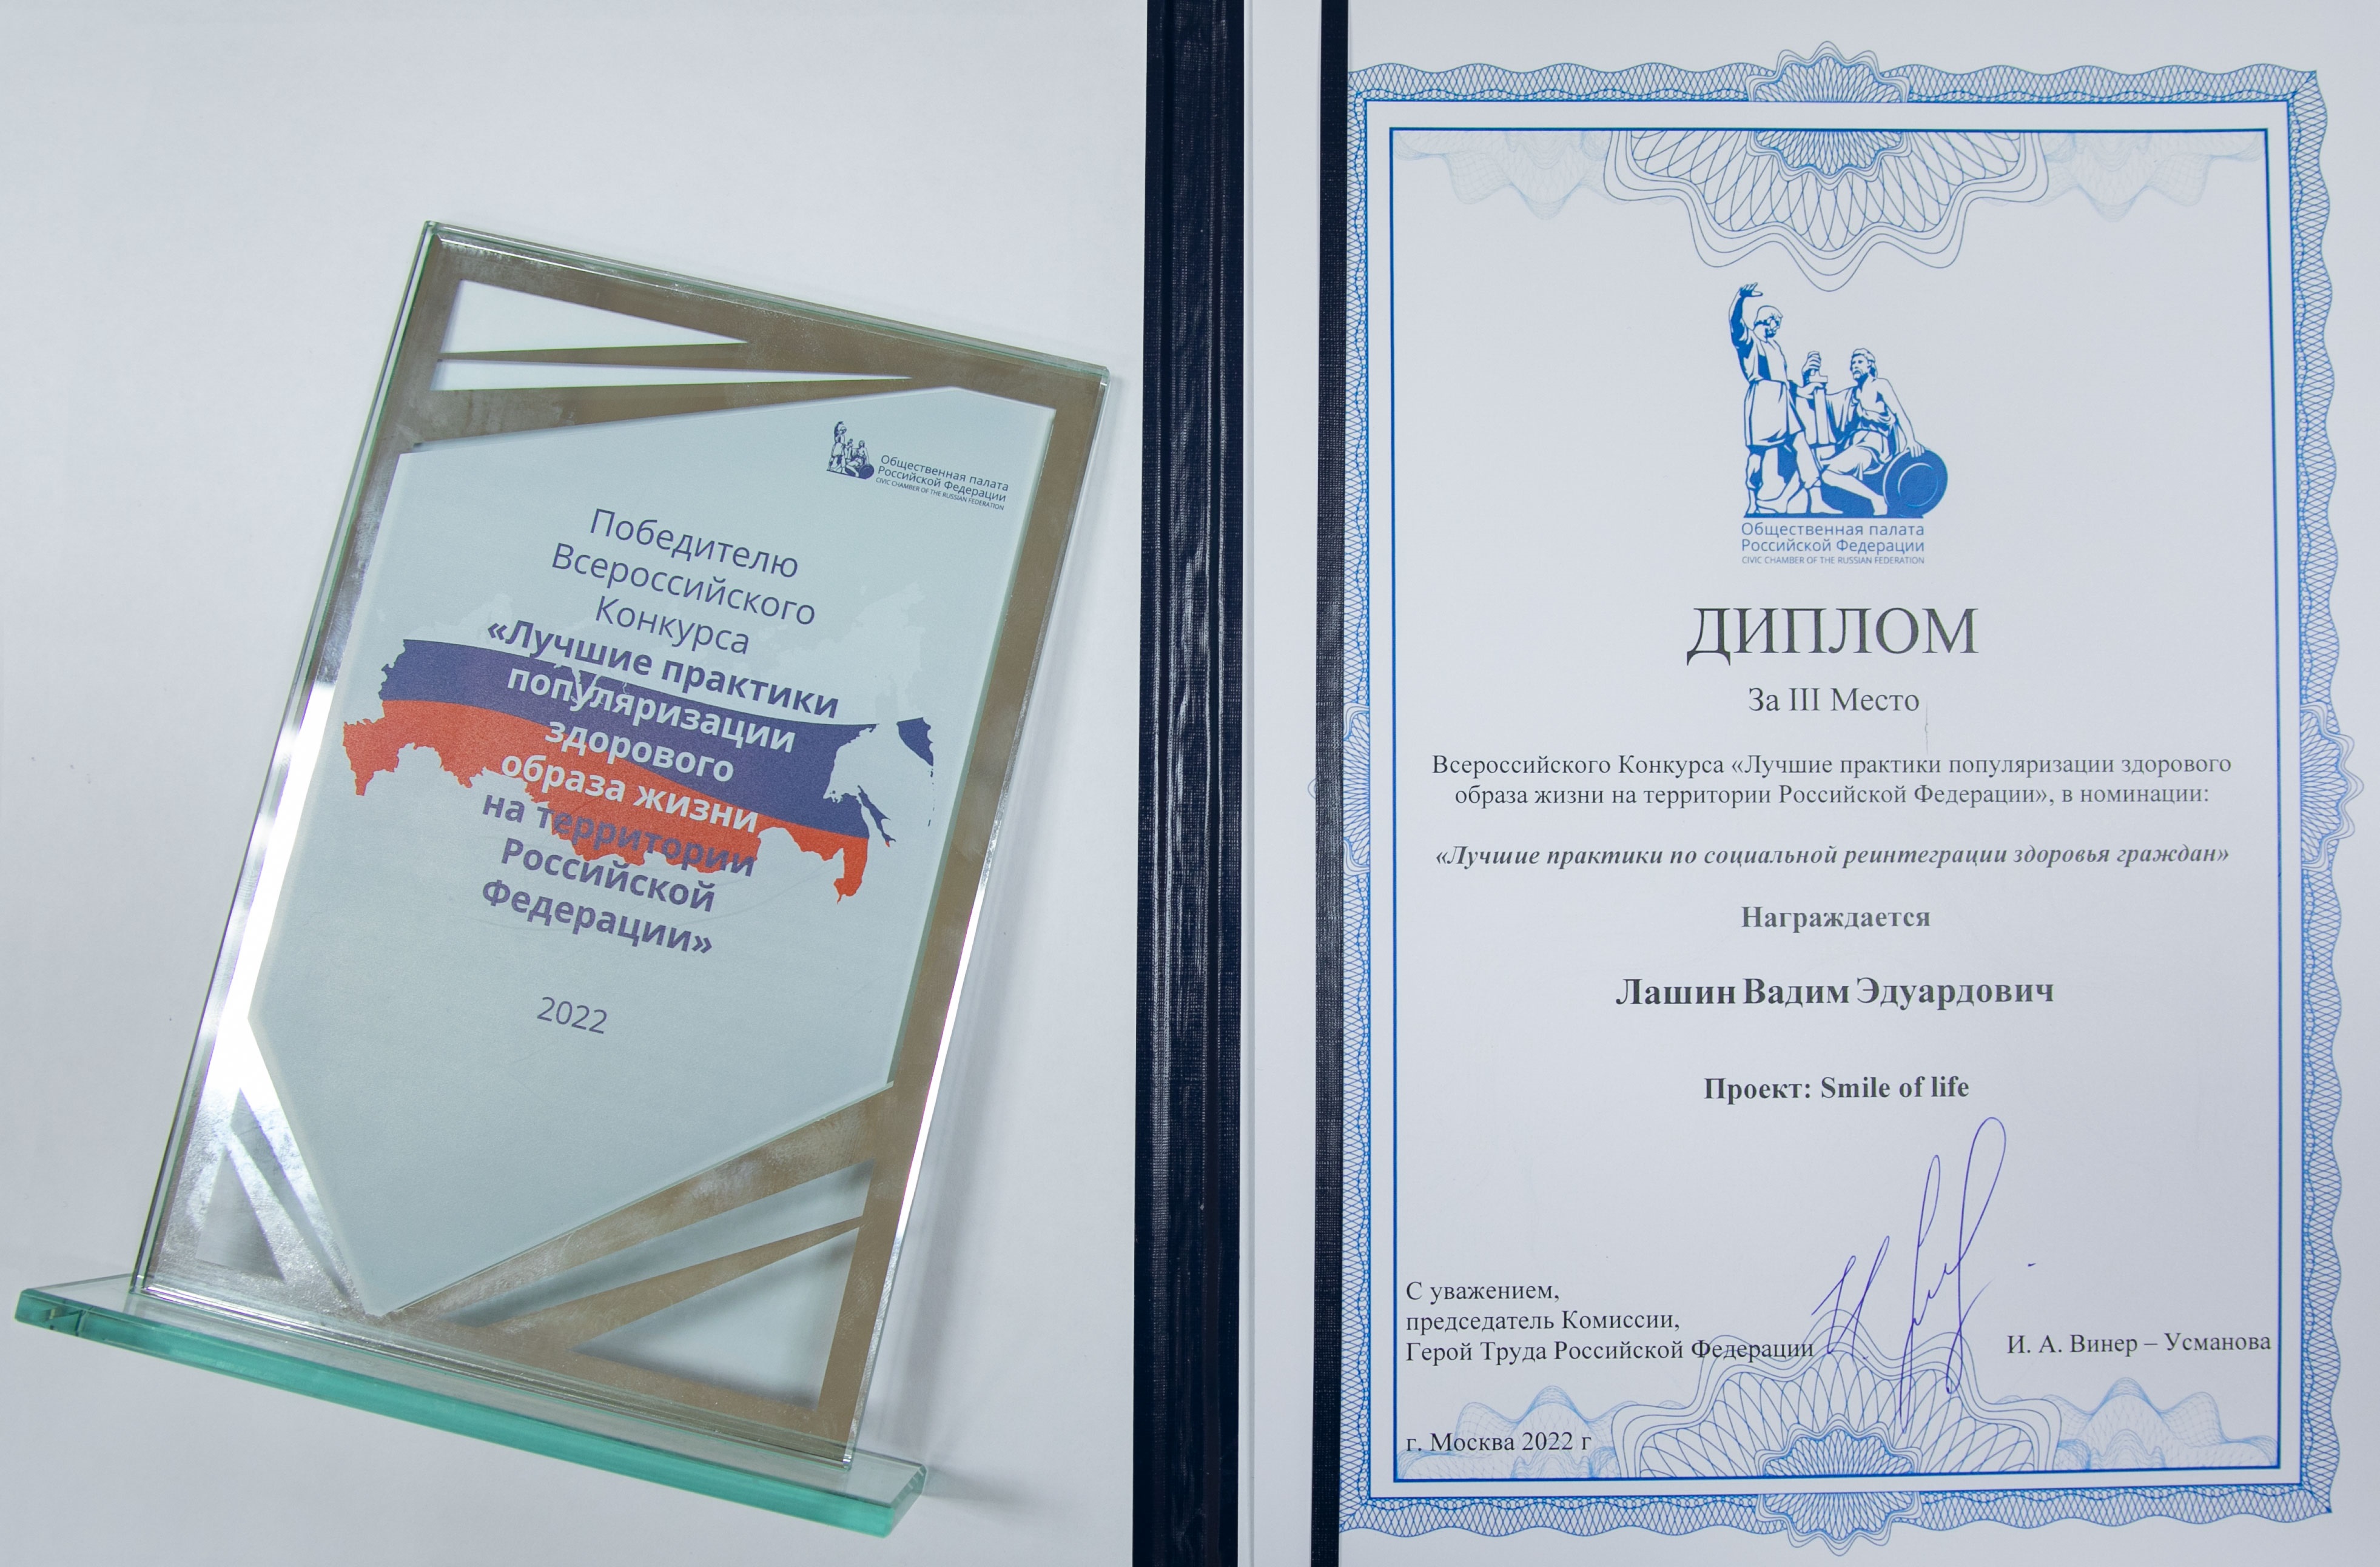 Общественная палата
Российской Федерации
CIVIC CHAMBER OF THE RUSSIAN FEDERATION
Победителю
Всероссийского
Конкурса
«Лучшие практики
популяризации
здорового
образа жизни
на территории
Российской
Федерации»
2022
Общественная палата
Российской Федерации
CIVIC CHAMBER OF THE RUSSIAN FEDERATION
ДИПЛОМ
За III Место
Всероссийского Конкурса «Лучшие практики популяризации здорового
образа жизни на территории Российской Федерации», в номинации:
«Лучшие практики по социальной реинтеграции здоровья граждан»
Награждается
Лашин Вадим Эдуардович
Проект: Smile of life
С уважением,
председатель Комиссии,
Герой Труда Российской Федерации
И. А. Винер – Усманова
г. Москва 2022 г